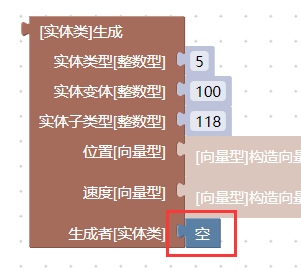 [实体类]生成
实体类型[整数型] 5
实体变体[整数型] 100
实体子类型[整数型] 118
位置[向量型] [向量型]构造向量
速度[向量型] [向量型]构造向量
生成者[实体类] 空